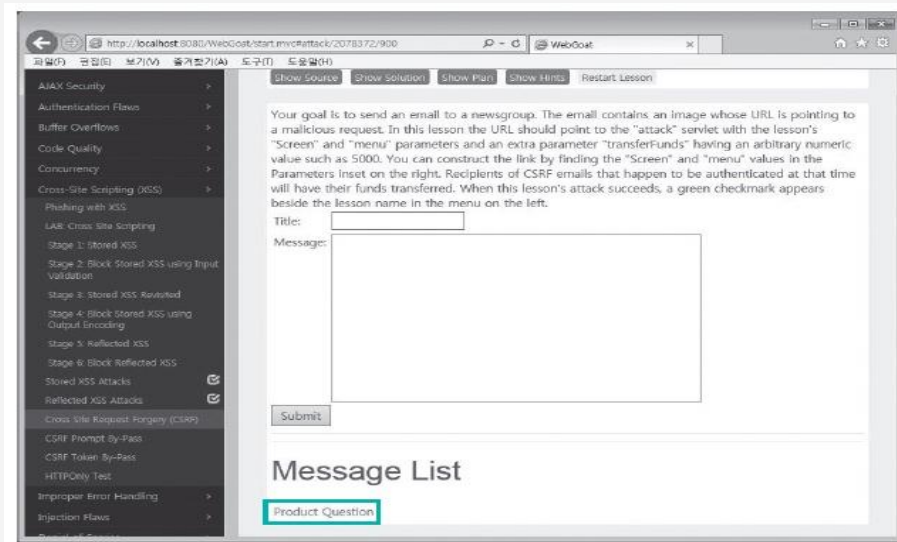 http://localhost:8080/WebGoat/start.mvc#attack/2078372/900
WebGoat
파일(F) 편집(E) 보기(V) 즐겨찾기(A) 도구(T) 도움말(H)
AJAX Security
Authentication Flaws
Buffer Overflows
Code Quality
Concurrency
Cross-Site Scripting (XSS)
Phishing with XSS
LAB: Cross Site Scripting
Stage 1: Stored XSS
Stage 2: Block Stored XSS using Input
Validation
Stage 3: Stored XSS Revisited
Stage 4: Block Stored XSS using
Output Encoding
Stage 5: Reflected XSS
Stage 6: Block Reflected XSS
Stored XSS Attacks
Reflected XSS Attacks
Cross Site Request Forgery (CSRF)
CSRF Prompt By-Pass
CSRF Token By-Pass
HTTPOnly Test
Improper Error Handling
Injection Flaws
Denial of Service
Show Source Show Solution Show Plan Show Hints Restart Lesson
Your goal is to send an email to a newsgroup. The email contains an image whose URL is pointing to
a malicious request. In this lesson the URL should point to the "attack" servlet with the lesson's
"Screen" and "menu" parameters and an extra parameter "transferFunds" having an arbitrary numeric
value such as 5000. You can construct the link by finding the "Screen" and "menu" values in the
Parameters inset on the right. Recipients of CSRF emails that happen to be authenticated at that time
will have their funds transferred. When this lesson's attack succeeds, a green checkmark appears
beside the lesson name in the menu on the left.
Title:
Message:
Submit
Message List
Product Question